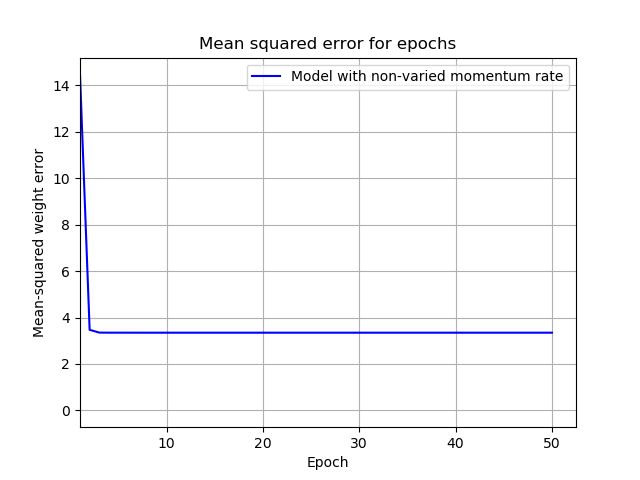 Mean squared error for epochs
Model with non-varied momentum rate
Mean-squared weight error
14
12
10
8
6
4
2
0
10 20 30 40 50
Epoch